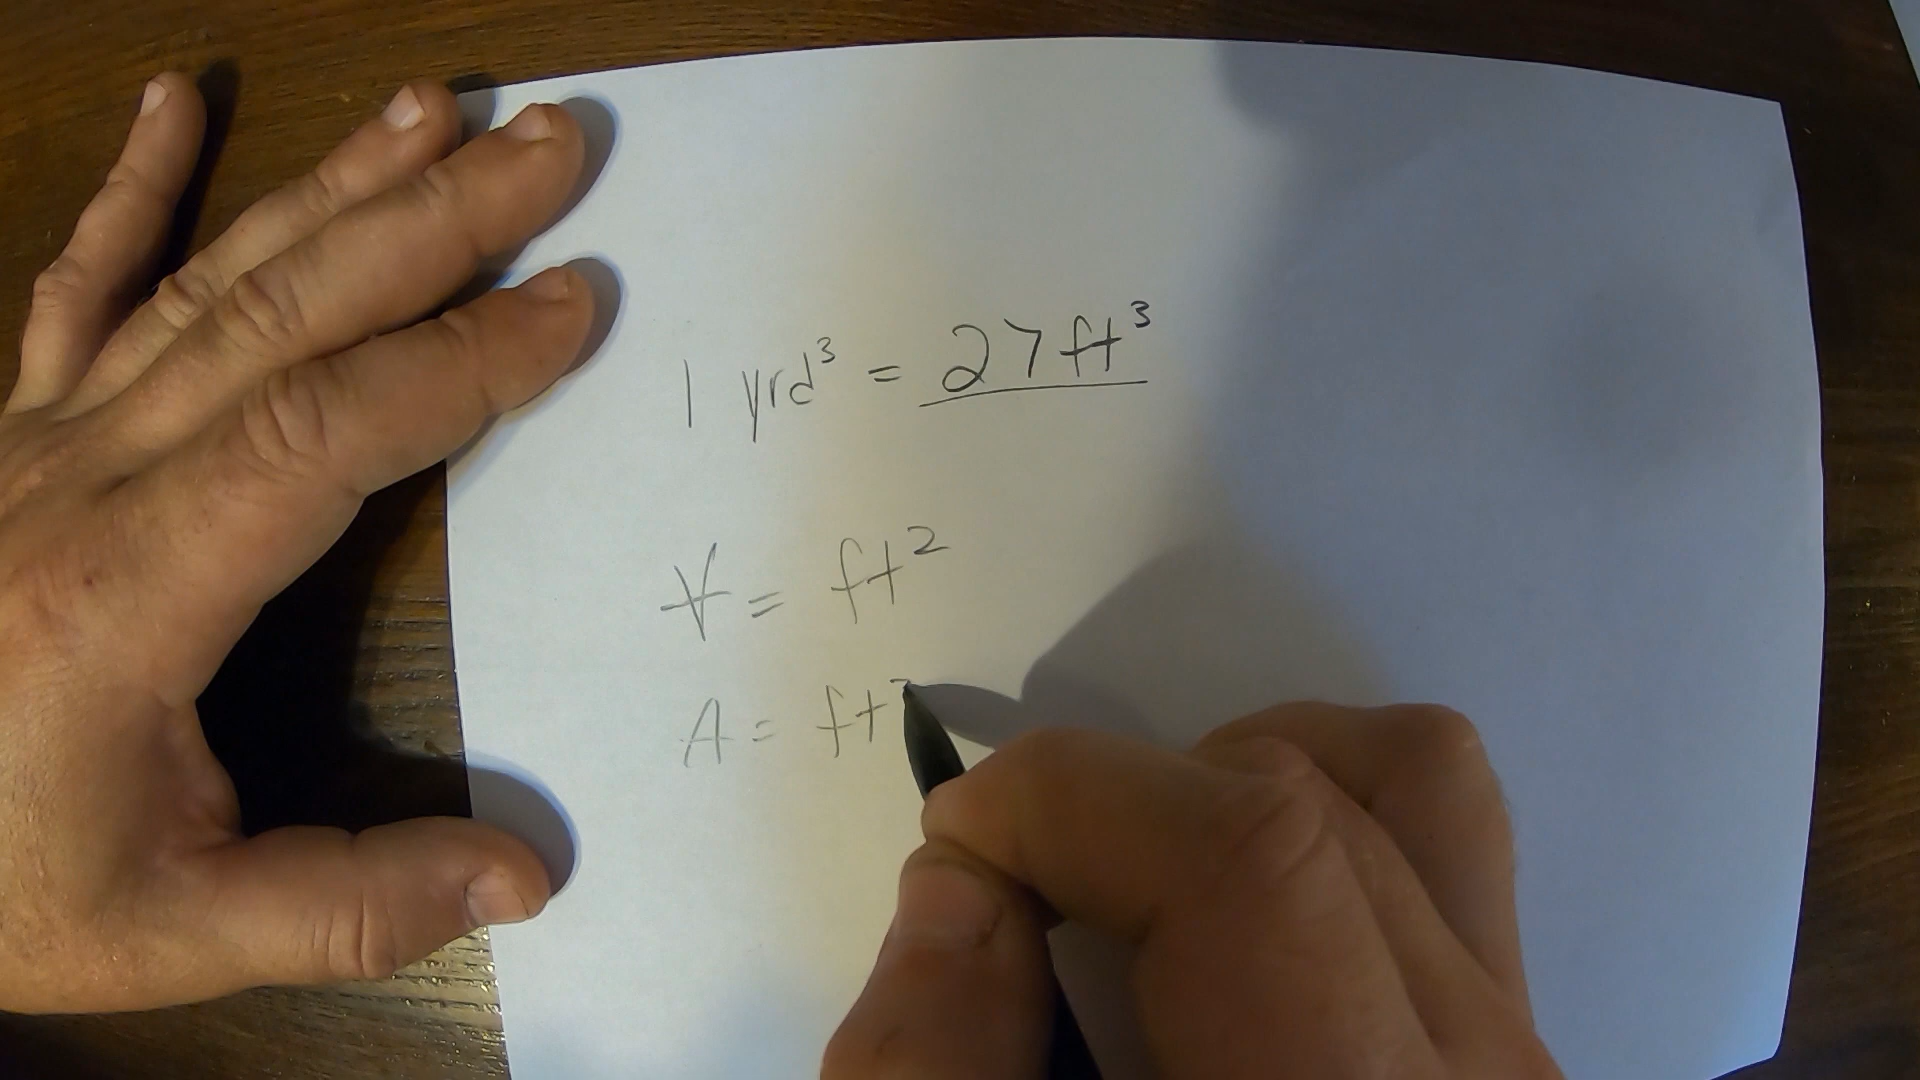 1 yrd³ = 27 ft³
V = ft²
A = ft